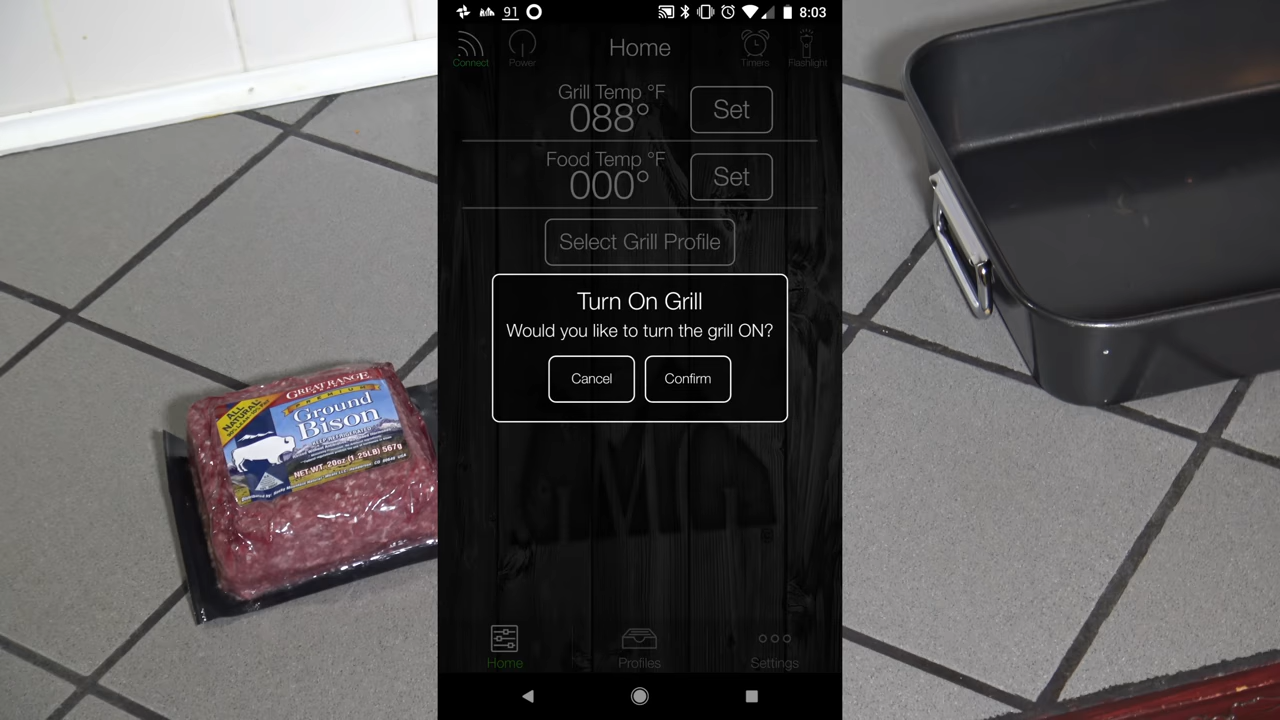 91
8:03
Connect
Power
Home
Timers
Flashlight
Grill Temp °F
088°
Set
Food Temp °F
000°
Set
Select Grill Profile
Turn On Grill
Would you like to turn the grill ON?
Cancel
Confirm
Home
Profiles
Settings
GREAT RANGE
PREMIUM
ALL
NATURAL
Ground
Bison
KEEP REFRIGERATED
NET WT. 20oz (1.25LB) 567g